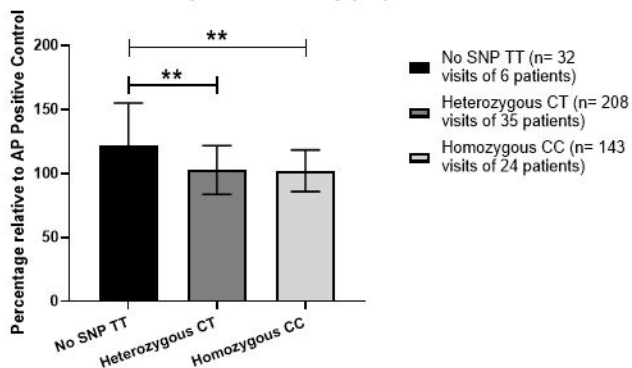 200
150
100
50
0
Percentage relative to AP Positive Control
**
**
No SNP TT
Heterozygous CT
Homozygous CC
No SNP TT (n= 32
visits of 6 patients)
Heterozygous CT (n= 208
visits of 35 patients)
Homozygous CC (n= 143
visits of 24 patients)